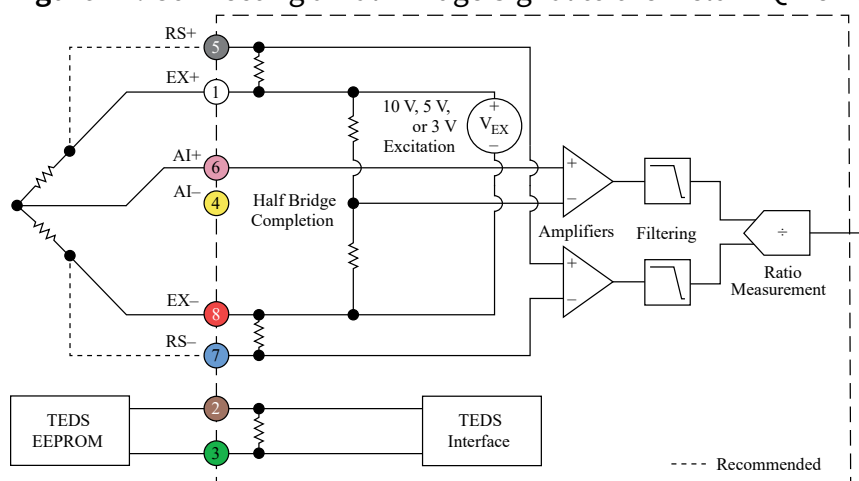 RS+
5
EX+
1
10 V, 5 V,
or 3 V
Excitation
+
V_EX
–
AI+
6
AI–
4
Half Bridge
Completion
+
–
Amplifiers
Filtering
÷
Ratio
Measurement
+
–
EX–
8
RS–
7
TEDS
EEPROM
2
3
TEDS
Interface
Recommended